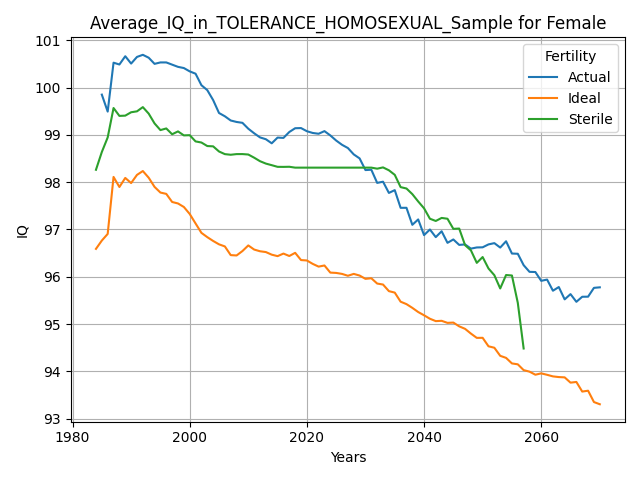 Average_IQ_in_TOLERANCE_HOMOSEXUAL_Sample for Female
Fertility
Actual
Ideal
Sterile
IQ
101
100
99
98
97
96
95
94
93
1980
2000
2020
2040
2060
Years